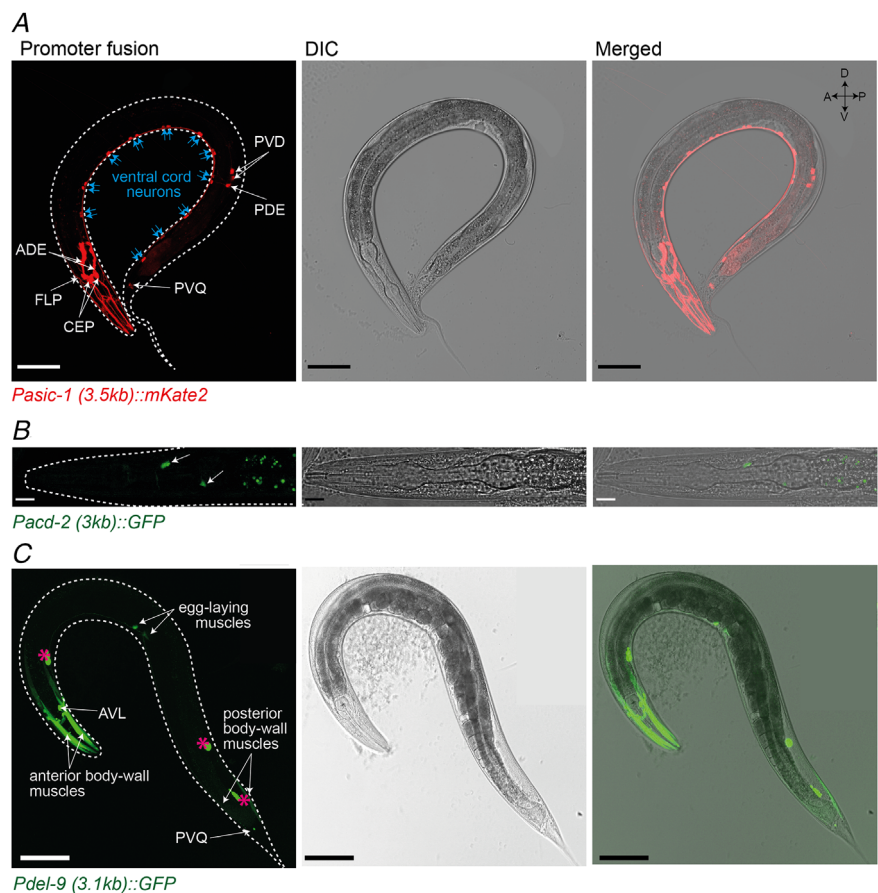 A
Promoter fusion
DIC
Merged
D
A
P
V
PVD
ventral cord
neurons
PDE
ADE
FLP
PVQ
CEP
Pasic-1 (3.5kb)::mKate2
B
Pacd-2 (3kb)::GFP
C
egg-laying
muscles
*
AVL
posterior
body-wall
muscles
*
anterior body-wall
muscles
*
PVQ
Pdel-9 (3.1kb)::GFP